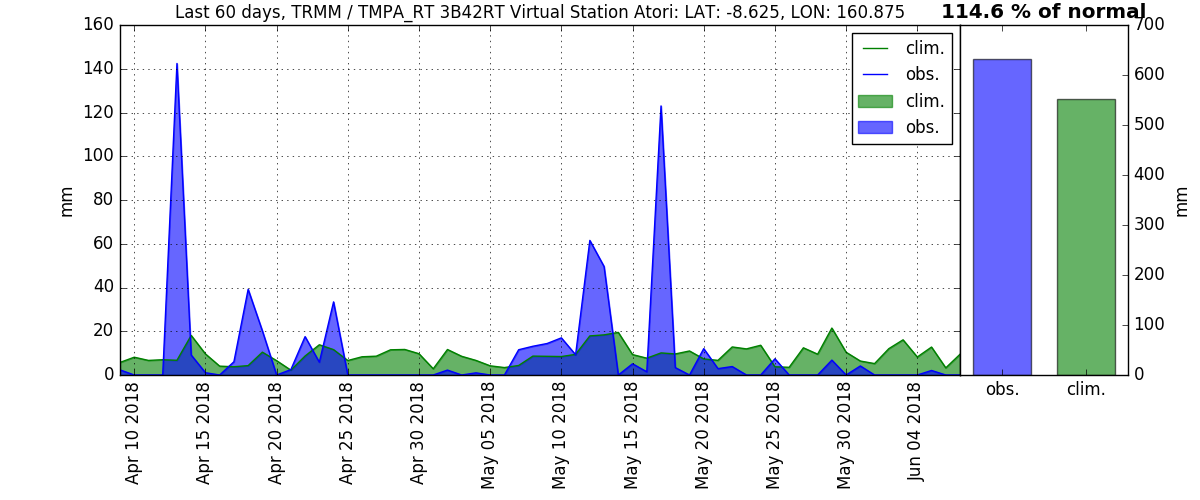 Last 60 days, TRMM / TMPA_RT 3B42RT Virtual Station Atori: LAT: -8.625, LON: 160.875
114.6 % of normal
mm
160
140
120
100
80
60
40
20
0
clim.
obs.
clim.
obs.
Apr 10 2018
Apr 15 2018
Apr 20 2018
Apr 25 2018
Apr 30 2018
May 05 2018
May 10 2018
May 15 2018
May 20 2018
May 25 2018
May 30 2018
Jun 04 2018
700
600
500
400
300
200
100
0
mm
obs.
clim.